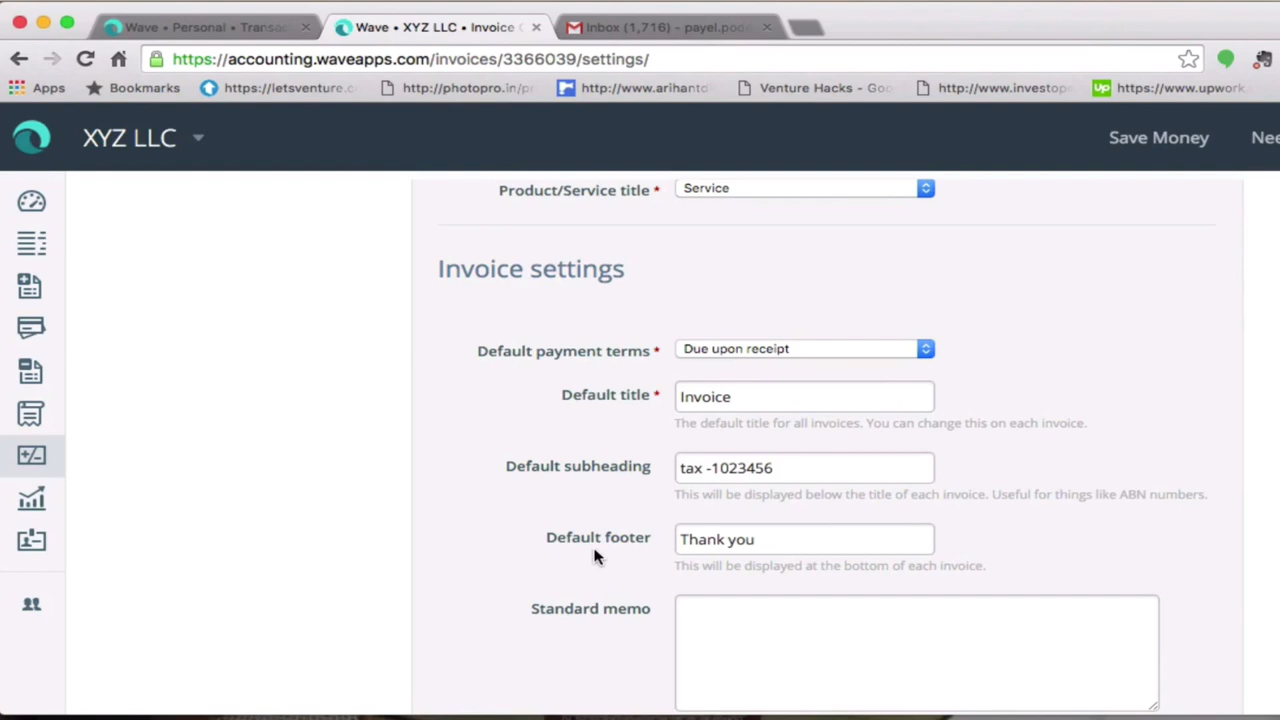 Wave • Personal • Transac
Wave • XYZ LLC • Invoice C
Inbox (1,716) - payel.pod
https://accounting.waveapps.com/invoices/3366039/settings/
Apps
Bookmarks
https://letsventure.c
http://photopro.in/p
http://www.arihant
Venture Hacks - Goo
http://www.investop
Up
https://www.upwork.
XYZ LLC
Save Money
Nee
Product/Service title *
Service
Invoice settings
Default payment terms *
Due upon receipt
Default title *
Invoice
The default title for all invoices. You can change this on each invoice.
Default subheading
tax -1023456
This will be displayed below the title of each invoice. Useful for things like ABN numbers.
Default footer
Thank you
This will be displayed at the bottom of each invoice.
Standard memo